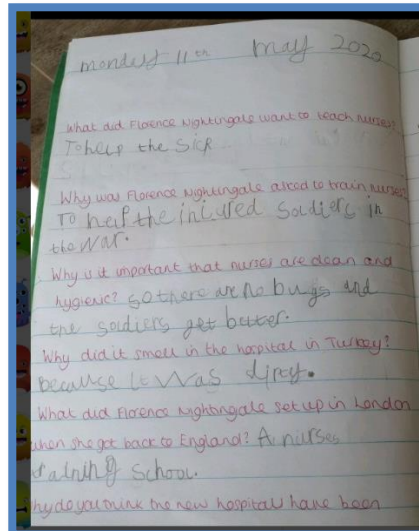 monday 11th may 2020
What did Florence Nightingale want to teach nurses?
To help the sick
Why was Florence Nightingale asked to train nurses?
To help the injured soldiers in
the war.
Why is it important that nurses are clean and
hygienic? so there are no bugs and
the soldiers get better.
Why did it smell in the hospital in Turkey?
because it was dirty.
What did Florence Nightingale set up in London
when she got back to England? A nurses
training school.
hy do you think the new hospital have been